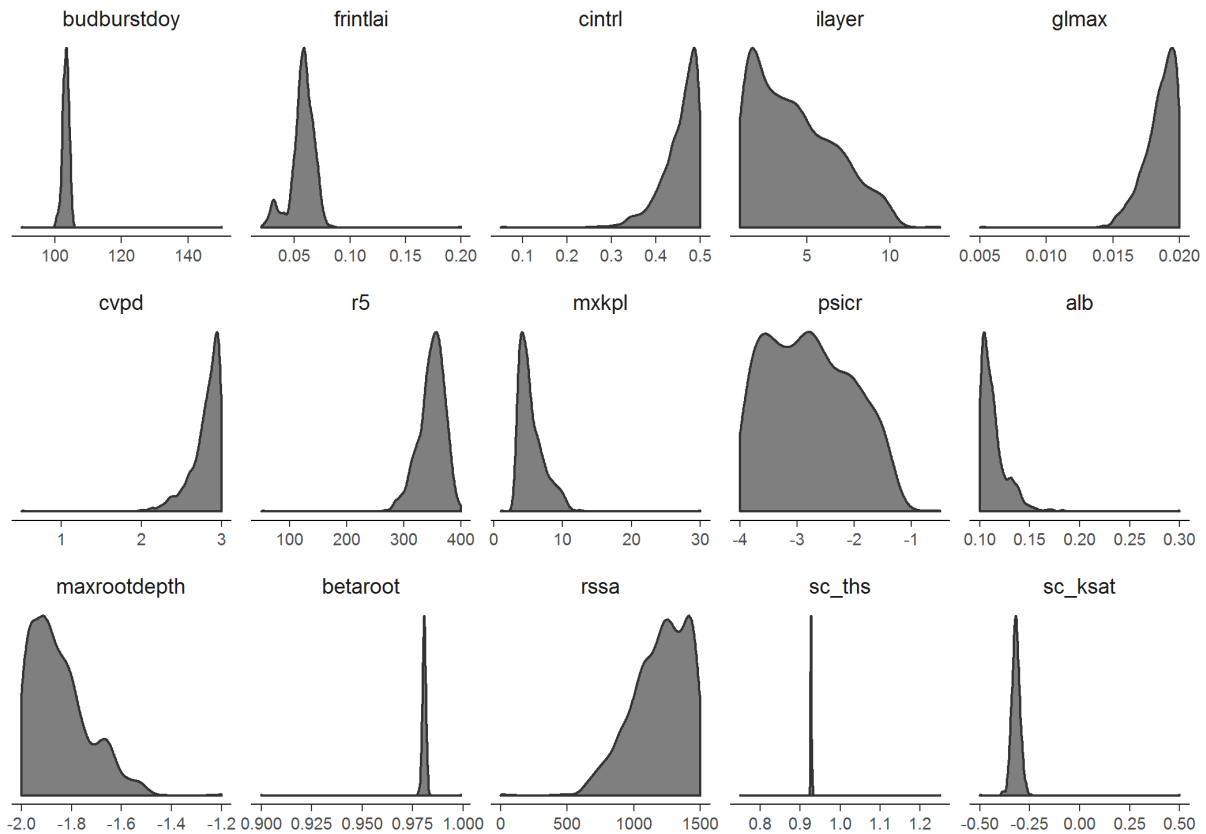 budburstdoy frintlai cintrl ilayer glmax
100 120 140 0.05 0.10 0.15 0.20 0.1 0.2 0.3 0.4 0.5 5 10 0.005 0.010 0.015 0.020
cvpd r5 mxkpl psicr alb
1 2 3 100 200 300 400 0 10 20 30 -4 -3 -2 -1 0.10 0.15 0.20 0.25 0.30
maxrootdepth betaroot rssa sc_ths sc_ksat
-2.0 -1.8 -1.6 -1.4 -1.2 0.900 0.925 0.950 0.975 1.000 0 500 1000 1500 0.8 0.9 1.0 1.1 1.2 -0.50 -0.25 0.00 0.25 0.50